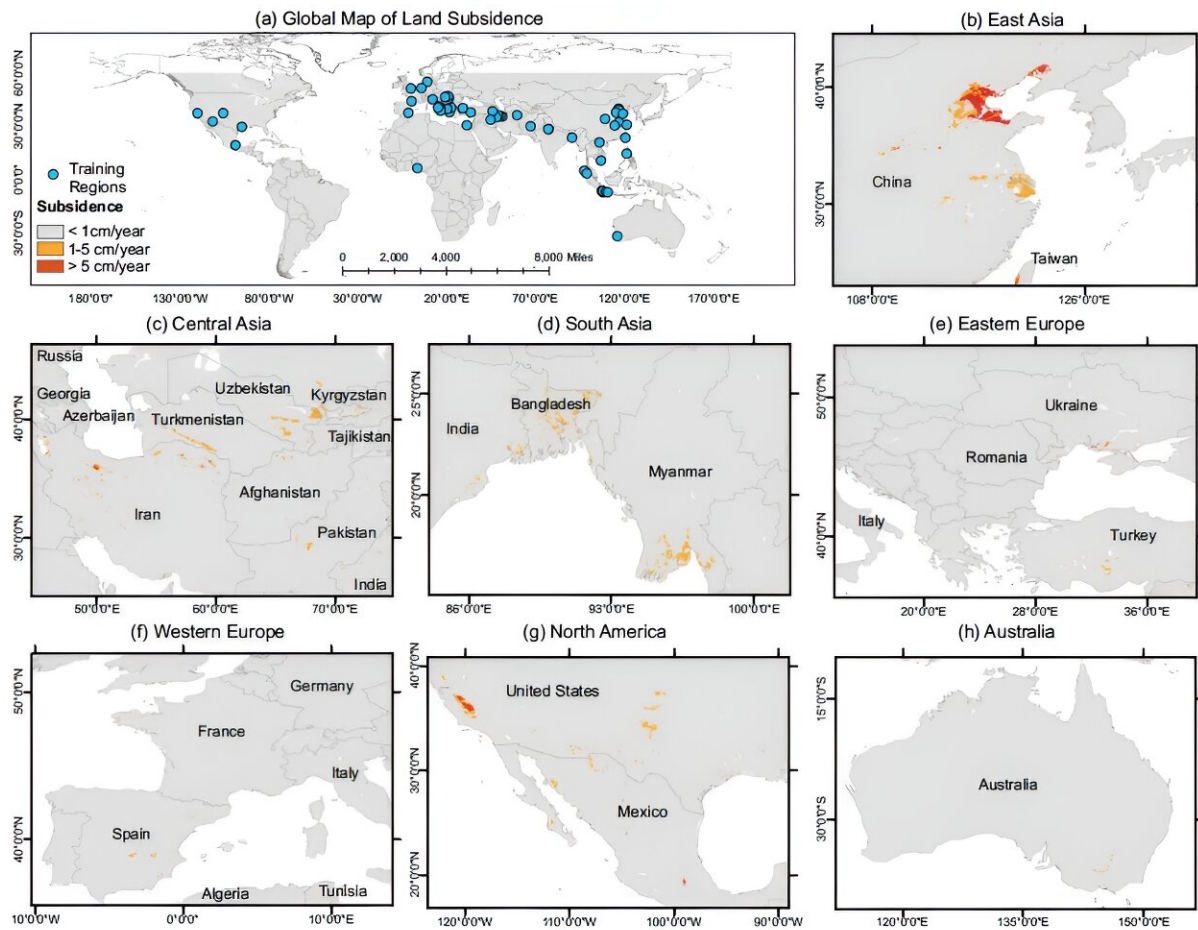 (a) Global Map of Land Subsidence
60°0'0"N
30°0'0"N
0°0'0"
30°0'0"S
Training
Regions
Subsidence
< 1cm/year
1-5 cm/year
> 5 cm/year
0 2,000 4,000 8,000 Miles
180°0'0"W 130°0'0"W 80°0'0"W 30°0'0"W 20°0'0"E 70°0'0"E 120°0'0"E 170°0'0"E
(b) East Asia
40°0'0"N
30°0'0"N
China
Taiwan
108°0'0"E 126°0'0"E
(c) Central Asia
Russia
Georgia
Uzbekistan
Kyrgyzstan
Azerbaijan
Turkmenistan
Tajikistan
Afghanistan
Iran
Pakistan
India
40°0'0"N
30°0'0"N
50°0'0"E 60°0'0"E 70°0'0"E
(d) South Asia
Bangladesh
India
Myanmar
25°0'0"N
20°0'0"N
86°0'0"E 93°0'0"E 100°0'0"E
(e) Eastern Europe
Ukraine
Romania
Italy
Turkey
50°0'0"N
40°0'0"N
20°0'0"E 28°0'0"E 36°0'0"E
(f) Western Europe
Germany
France
Italy
Spain
Algeria
Tunisia
50°0'0"N
40°0'0"N
10°0'0"W 0°0'0" 10°0'0"E
(g) North America
United States
Mexico
40°0'0"N
30°0'0"N
20°0'0"N
120°0'0"W 110°0'0"W 100°0'0"W 90°0'0"W
(h) Australia
Australia
15°0'0"S
30°0'0"S
120°0'0"E 135°0'0"E 150°0'0"E